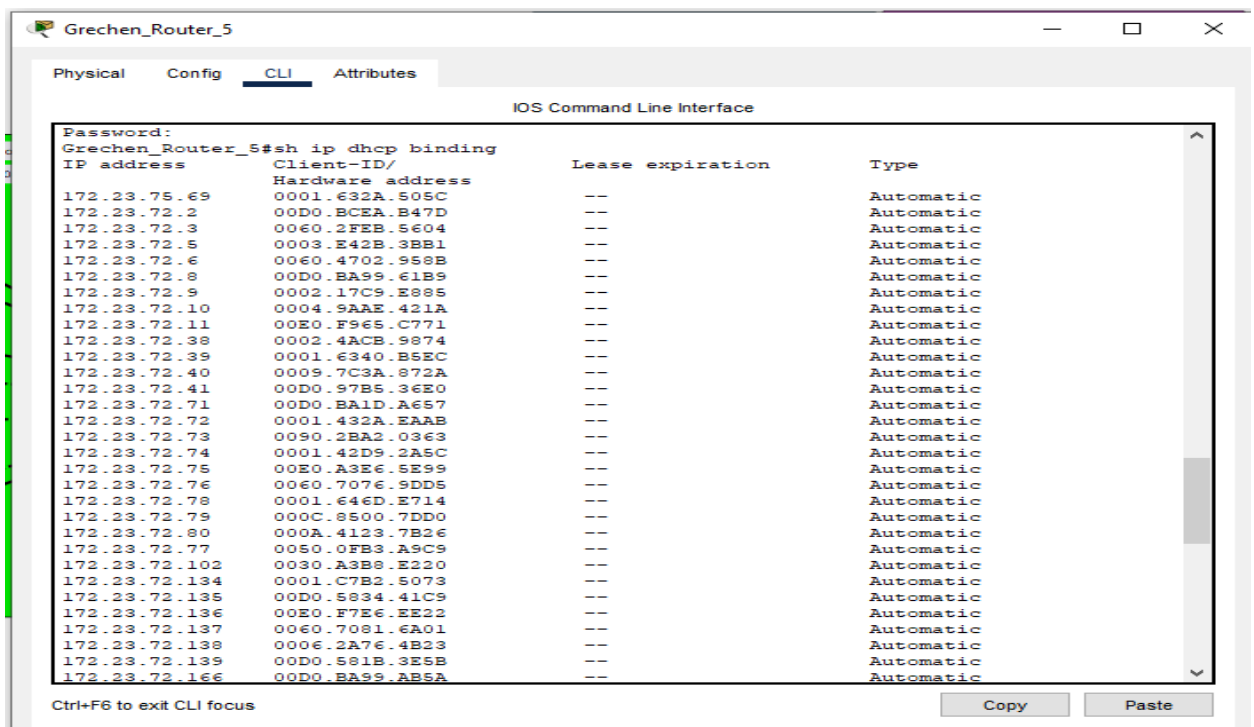 Grechen_Router_5
Physical Config CLI Attributes
IOS Command Line Interface
Password:
Grechen_Router_5#sh ip dhcp binding
IP address Client-ID/ Lease expiration Type
Hardware address
172.23.75.69 0001.632A.505C -- Automatic
172.23.72.2 00D0.BCEA.B47D -- Automatic
172.23.72.3 0060.2FEB.5604 -- Automatic
172.23.72.5 0003.E42B.3BB1 -- Automatic
172.23.72.6 0060.4702.958B -- Automatic
172.23.72.8 00D0.BA99.61B9 -- Automatic
172.23.72.9 0002.17C9.E885 -- Automatic
172.23.72.10 0004.9AAE.421A -- Automatic
172.23.72.11 00E0.F965.C771 -- Automatic
172.23.72.38 0002.4ACB.9874 -- Automatic
172.23.72.39 0001.6340.B5EC -- Automatic
172.23.72.40 0009.7C3A.872A -- Automatic
172.23.72.41 00D0.97B5.36E0 -- Automatic
172.23.72.71 00D0.BA1D.A657 -- Automatic
172.23.72.72 0001.432A.EAAB -- Automatic
172.23.72.73 0090.2BA2.0363 -- Automatic
172.23.72.74 0001.42D9.2A5C -- Automatic
172.23.72.75 00E0.A3E6.5E99 -- Automatic
172.23.72.76 0060.7076.9DD5 -- Automatic
172.23.72.78 0001.646D.E714 -- Automatic
172.23.72.79 000C.8500.7DD0 -- Automatic
172.23.72.80 000A.4123.7B26 -- Automatic
172.23.72.77 0050.0FB3.A9C9 -- Automatic
172.23.72.102 0030.A3B8.E220 -- Automatic
172.23.72.134 0001.C7B2.5073 -- Automatic
172.23.72.135 00D0.5834.41C9 -- Automatic
172.23.72.136 00E0.F7E6.EE22 -- Automatic
172.23.72.137 0060.7081.6A01 -- Automatic
172.23.72.138 0006.2A76.4B23 -- Automatic
172.23.72.139 00D0.581B.3E5B -- Automatic
172.23.72.166 00D0.BA99.AB5A -- Automatic
Ctrl+F6 to exit CLI focus Copy Paste